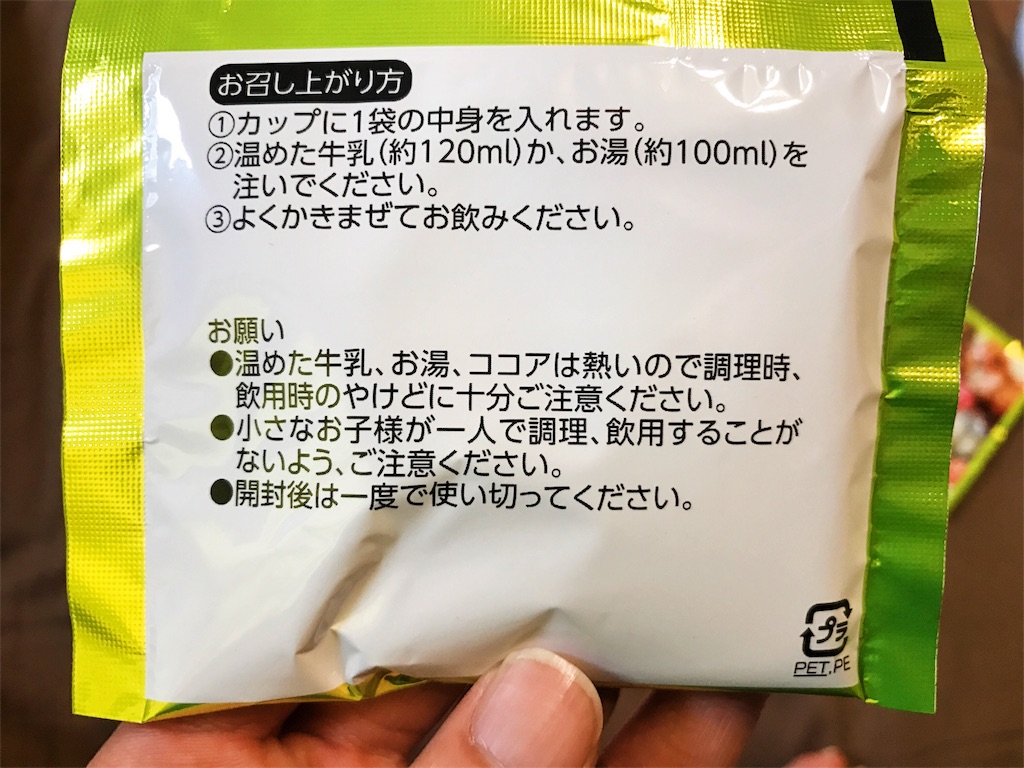 お召し上がり方
①カップに1袋の中身を入れます。
②温めた牛乳(約120ml)か、お湯(約100ml)を
注いでください。
③よくかきまぜてお飲みください。
お願い
●温めた牛乳、お湯、ココアは熱いので調理時、
飲用時のやけどに十分ご注意ください。
●小さなお子様が一人で調理、飲用することが
ないよう、ご注意ください。
●開封後は一度で使い切ってください。
プラ
PET,PE